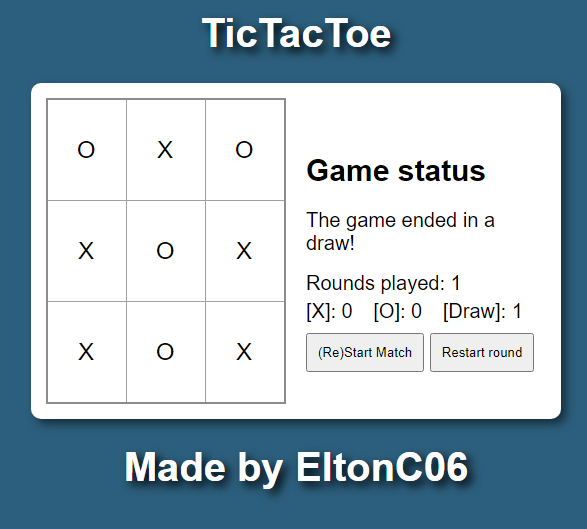 TicTacToe
O X O
X O X
X O X
Game status
The game ended in a
draw!
Rounds played: 1
[X]: 0 [O]: 0 [Draw]: 1
(Re)Start Match Restart round
Made by EltonC06